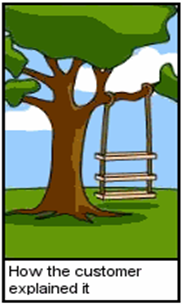 How the customer
explained it